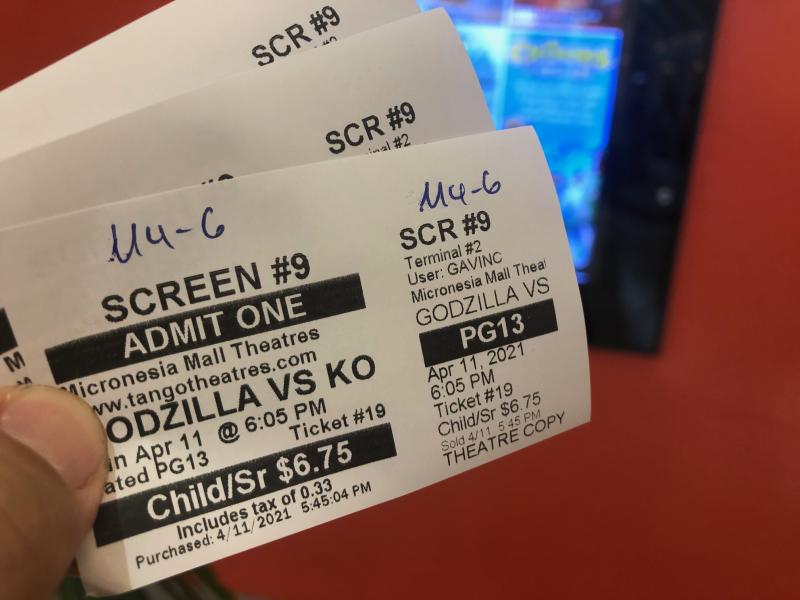 SCR #9
SCR #9
M4-6
SCREEN #9
ADMIT ONE
Micronesia Mall Theatres
www.tangotheatres.com
ODZILLA VS KO
in Apr 11 @ 6:05 PM
ated PG13 Ticket #19
Child/Sr $6.75
Includes tax of 0.33
Purchased: 4/11/2021 5:45:04 PM
M4-6
SCR #9
Terminal #2
User: GAVINC
Micronesia Mall Theat
GODZILLA VS
PG13
Apr 11, 2021
6:05 PM
Ticket #19
Child/Sr $6.75
Sold 4/11 5:45 PM
THEATRE COPY